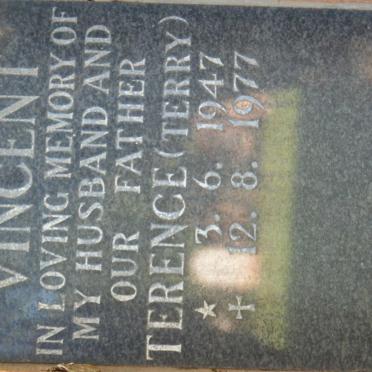 VINCENT
IN LOVING MEMORY OF
MY HUSBAND AND
OUR FATHER
TERENCE (TERRY)
★ 3. 6. 1947
✝ 12. 8. 1977